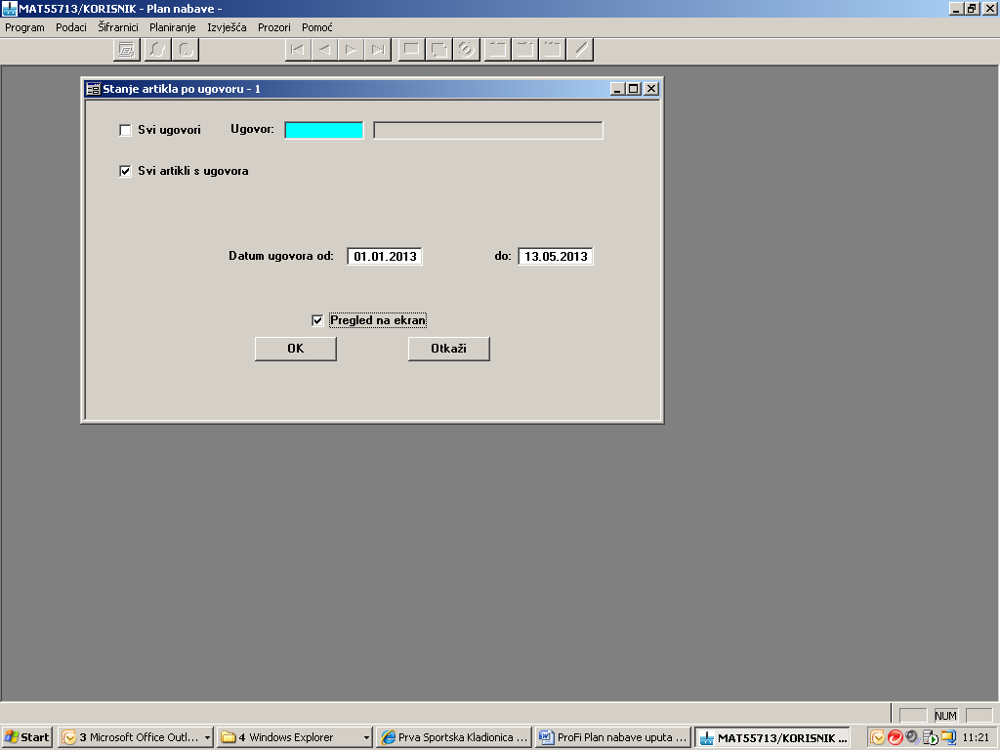 MAT55713/KORISNIK - Plan nabave -
Program Podaci Šifrarnici Planiranje Izvješća Prozori Pomoć
Stanje artikla po ugovoru - 1
Svi ugovori Ugovor:
Svi artikli s ugovora
Datum ugovora od: 01.01.2013 do: 13.05.2013
Pregled na ekran
OK Otkaži
NUM
Start 3 Microsoft Office Outl... 4 Windows Explorer Prva Sportska Kladionica ... ProFi Plan nabave uputa ... MAT55713/KORISNIK ... 11:21